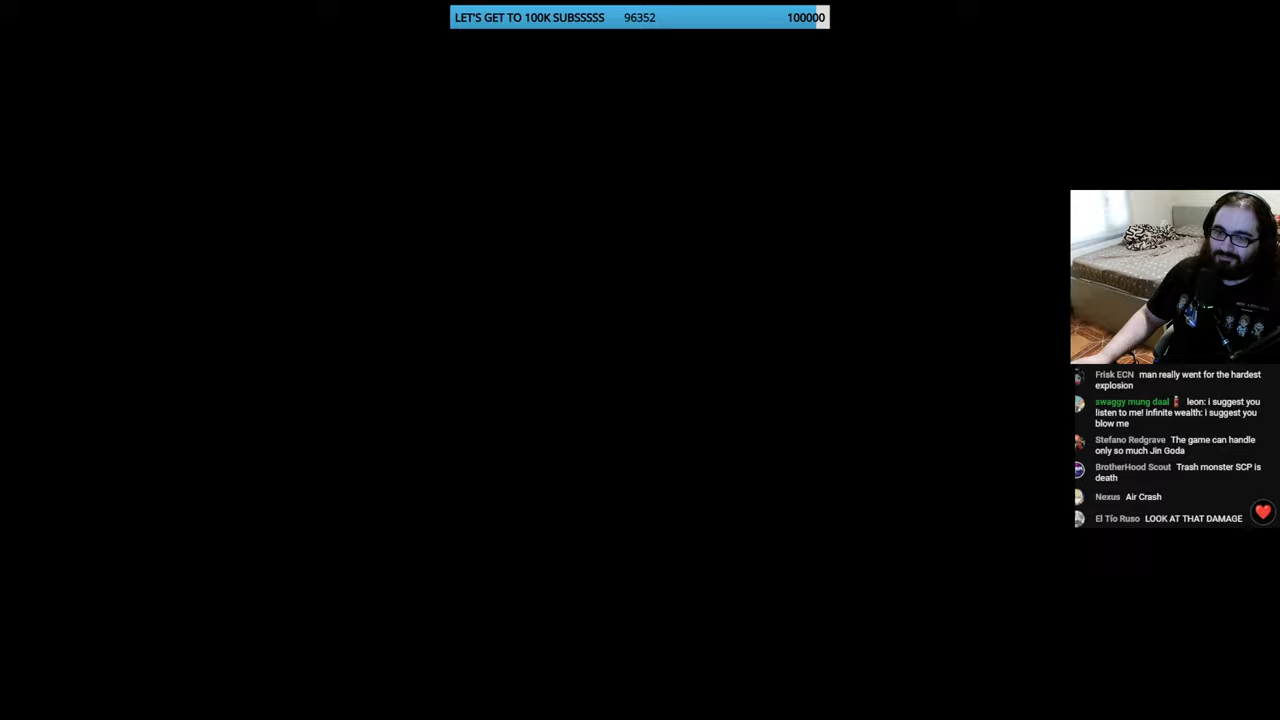 LET'S GET TO 100K SUBSSSSS 96352 100000
Frisk ECN man really went for the hardest
explosion
swaggy mung daal leon: i suggest you
listen to me! infinite wealth: i suggest you
blow me
Stefano Redgrave The game can handle
only so much Jin Goda
BrotherHood Scout Trash monster SCP is
death
Nexus Air Crash
El Tío Ruso LOOK AT THAT DAMAGE